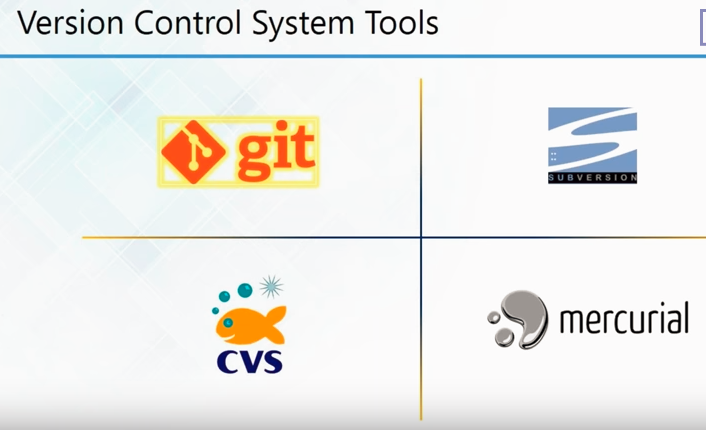 Version Control System Tools
git
SUBVERSION
CVS
mercurial